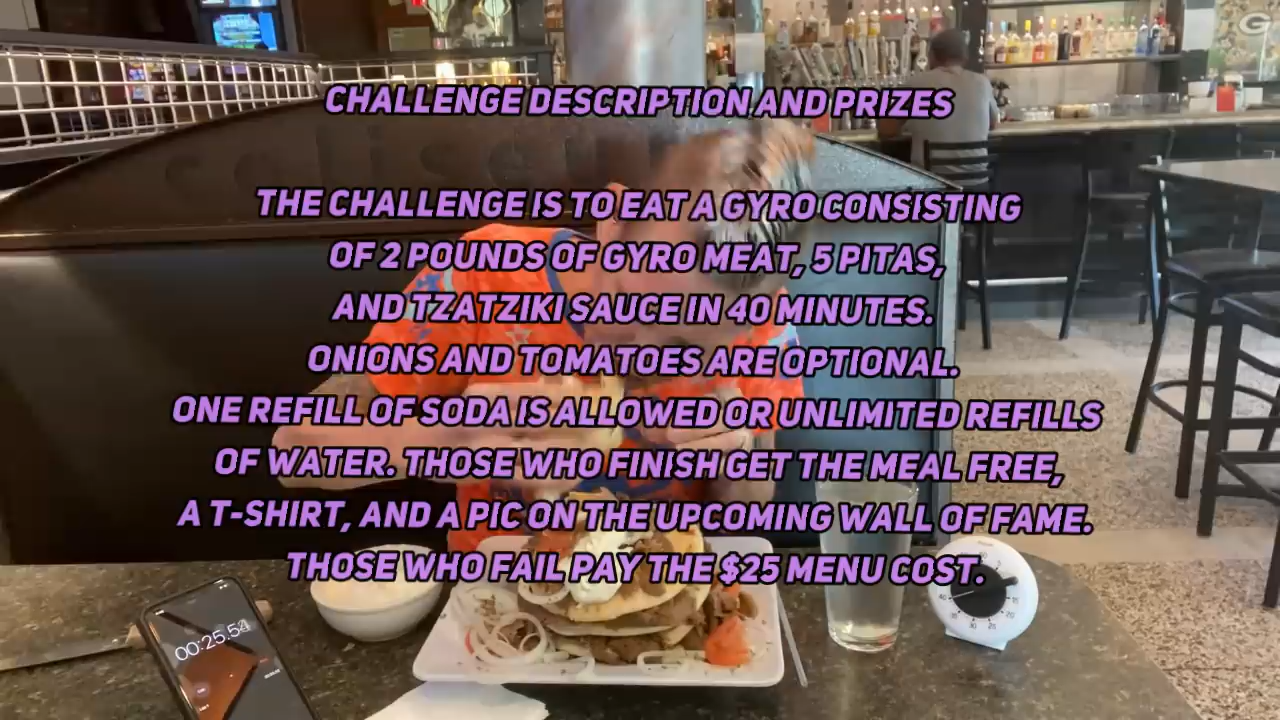 CHALLENGE DESCRIPTION AND PRIZES
THE CHALLENGE IS TO EAT A GYRO CONSISTING
OF 2 POUNDS OF GYRO MEAT, 5 PITAS,
AND TZATZIKI SAUCE IN 40 MINUTES.
ONIONS AND TOMATOES ARE OPTIONAL.
ONE REFILL OF SODA IS ALLOWED OR UNLIMITED REFILLS
OF WATER. THOSE WHO FINISH GET THE MEAL FREE,
A T-SHIRT, AND A PIC ON THE UPCOMING WALL OF FAME.
THOSE WHO FAIL PAY THE $25 MENU COST.
G